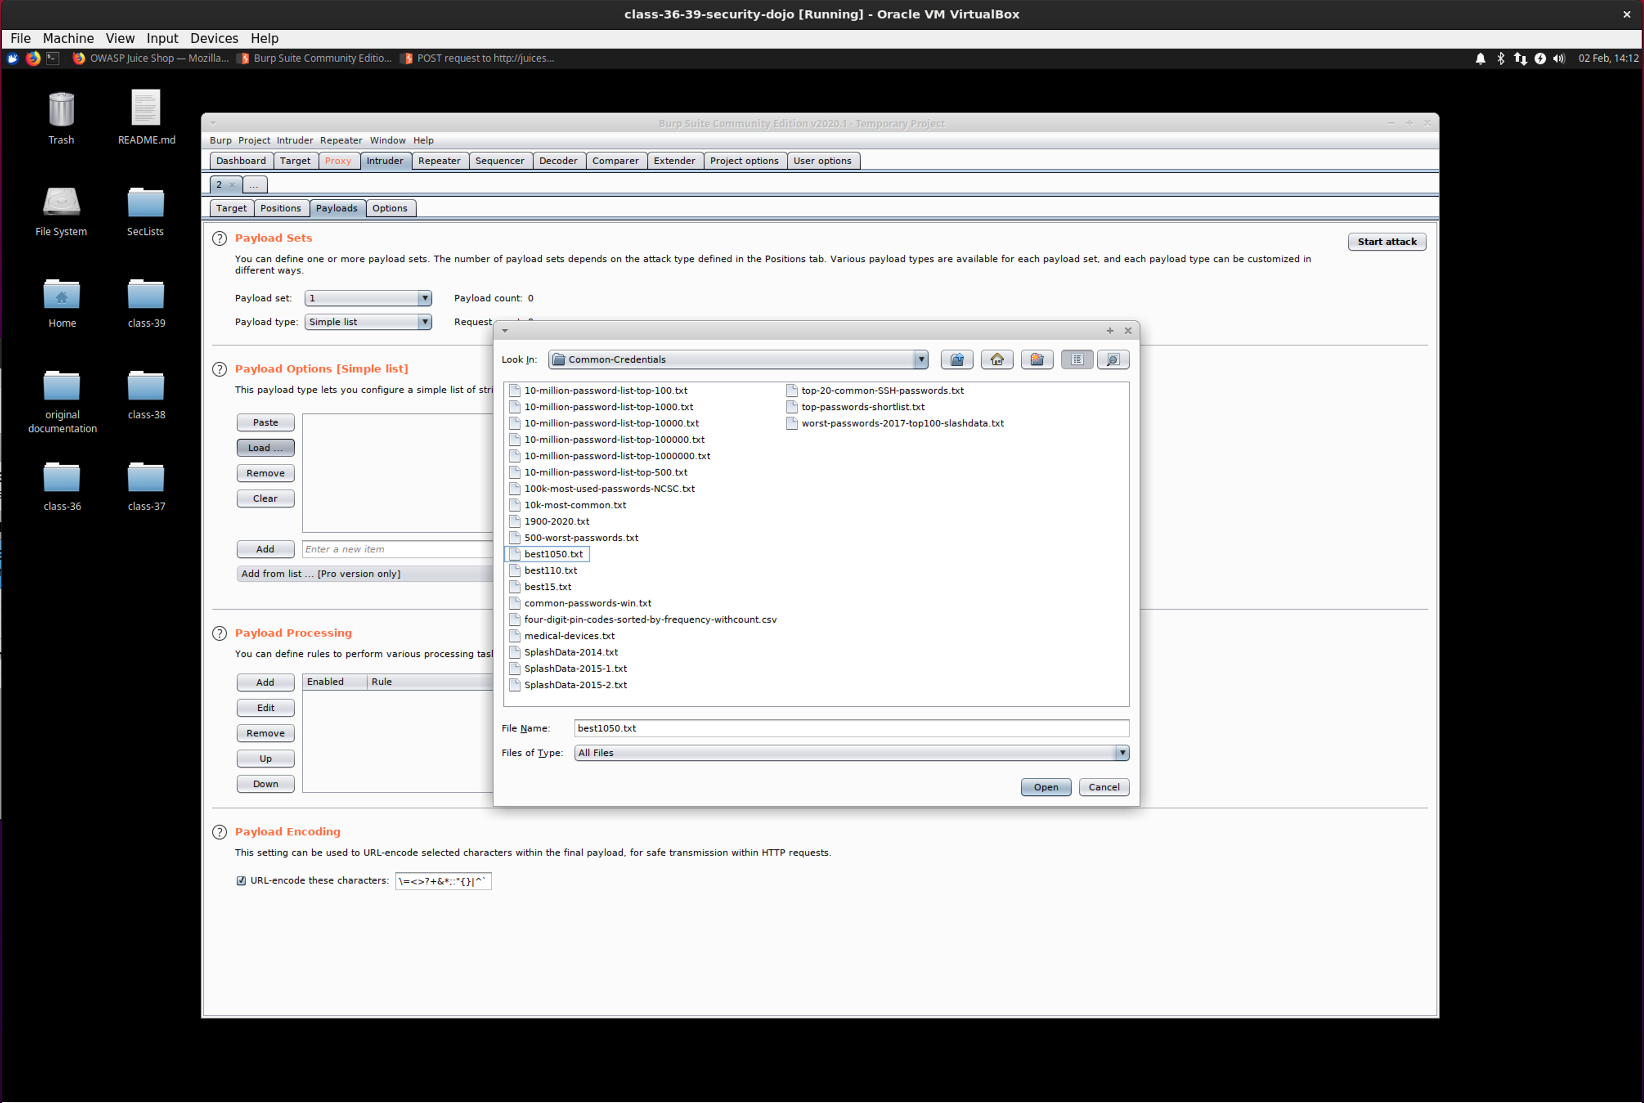 class-36-39-security-dojo [Running] - Oracle VM VirtualBox
File Machine View Input Devices Help
OWASP Juice Shop — Mozilla... Burp Suite Community Editio... POST request to http://juices... 02 Feb, 14:12
Trash README.md
File System SecLists
Home class-39
original documentation class-38
class-36 class-37
Burp Suite Community Edition v2020.1 - Temporary Project
Burp Project Intruder Repeater Window Help
Dashboard Target Proxy Intruder Repeater Sequencer Decoder Comparer Extender Project options User options
2 × ...
Target Positions Payloads Options
? Payload Sets
Start attack
You can define one or more payload sets. The number of payload sets depends on the attack type defined in the Positions tab. Various payload types are available for each payload set, and each payload type can be customized in
different ways.
Payload set: 1 Payload count: 0
Payload type: Simple list Request
? Payload Options [Simple list]
This payload type lets you configure a simple list of stri
Paste
Load ...
Remove
Clear
Add Enter a new item
Add from list ... [Pro version only]
? Payload Processing
You can define rules to perform various processing tas
Add Enabled Rule
Edit
Remove
Up
Down
? Payload Encoding
This setting can be used to URL-encode selected characters within the final payload, for safe transmission within HTTP requests.
URL-encode these characters: \=<>?+&*;:"{}|^`
Look In: Common-Credentials
10-million-password-list-top-100.txt
10-million-password-list-top-1000.txt
10-million-password-list-top-10000.txt
10-million-password-list-top-100000.txt
10-million-password-list-top-1000000.txt
10-million-password-list-top-500.txt
100k-most-used-passwords-NCSC.txt
10k-most-common.txt
1900-2020.txt
500-worst-passwords.txt
best1050.txt
best110.txt
best15.txt
common-passwords-win.txt
four-digit-pin-codes-sorted-by-frequency-withcount.csv
medical-devices.txt
SplashData-2014.txt
SplashData-2015-1.txt
SplashData-2015-2.txt
top-20-common-SSH-passwords.txt
top-passwords-shortlist.txt
worst-passwords-2017-top100-slashdata.txt
File Name: best1050.txt
Files of Type: All Files
Open Cancel